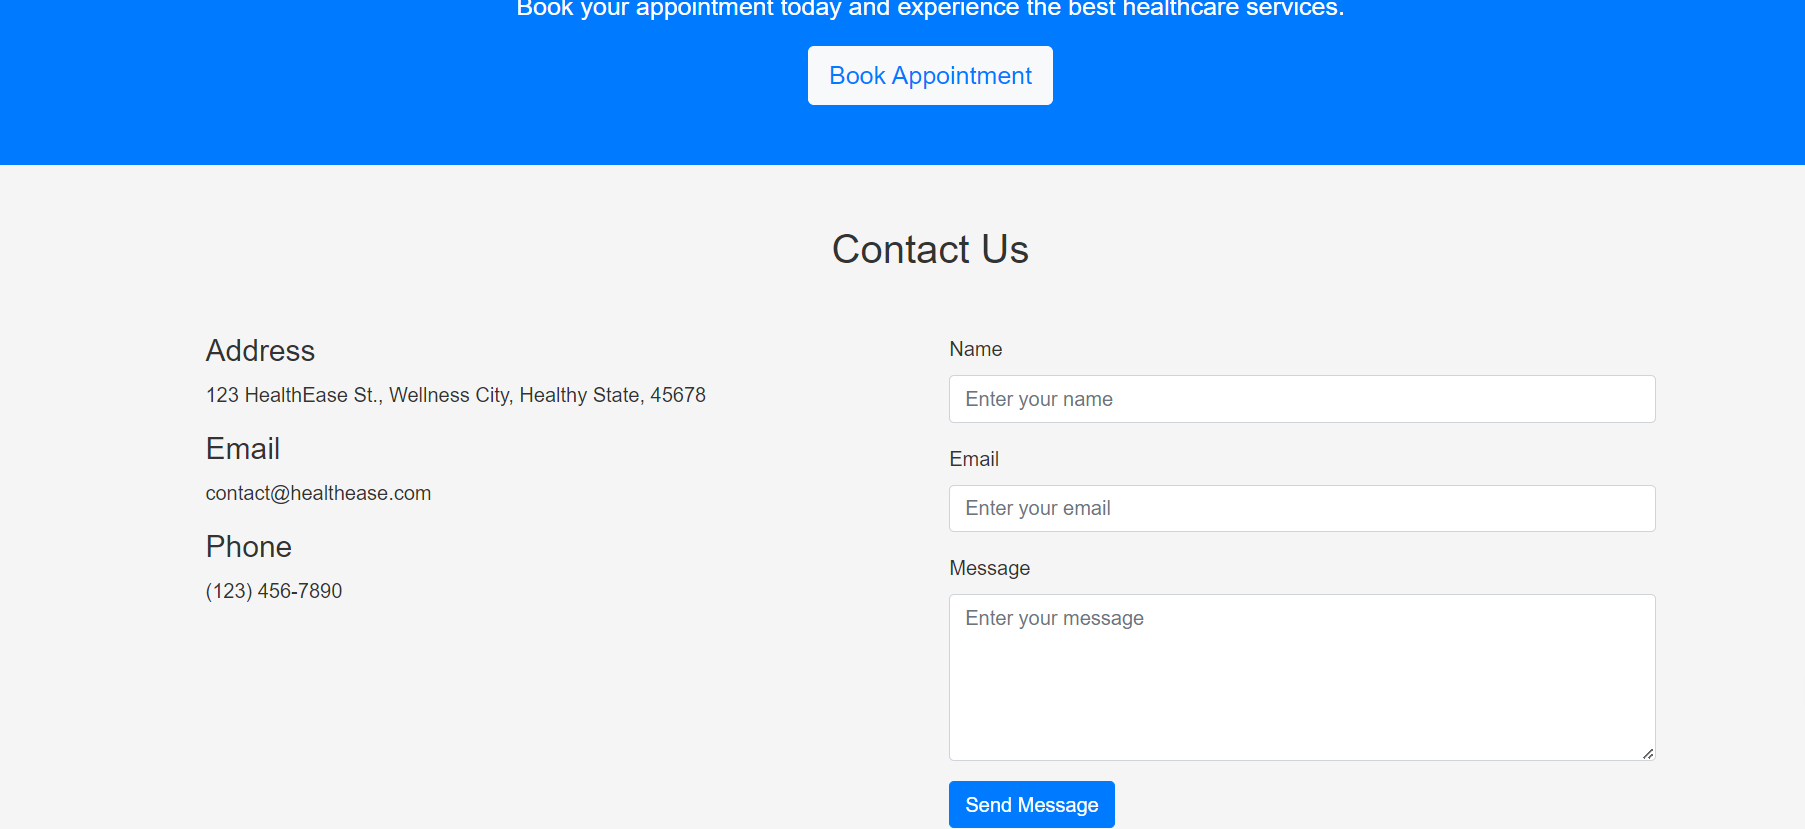 Book your appointment today and experience the best healthcare services.
Book Appointment
Contact Us
Address
123 HealthEase St., Wellness City, Healthy State, 45678
Email
contact@healthease.com
Phone
(123) 456-7890
Name
Enter your name
Email
Enter your email
Message
Enter your message
Send Message